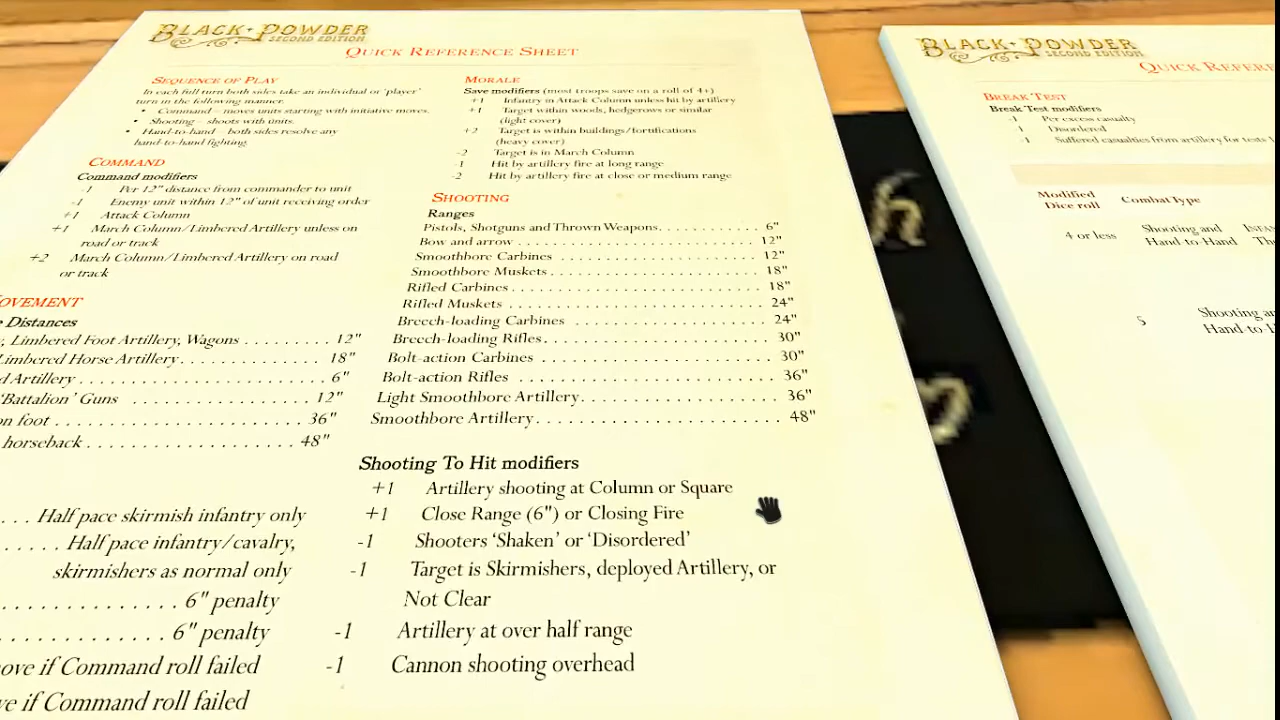 BLACK POWDER
SECOND EDITION
QUICK REFERENCE SHEET
SEQUENCE OF PLAY
In each full turn both sides take an individual or 'player'
turn in the following manner.
• Command – moves units starting with initiative moves.
• Shooting – shoots with units.
• Hand-to-hand – both sides resolve any
hand-to-hand fighting
COMMAND
Command modifiers
-1 Per 12" distance from commander to unit
-1 Enemy unit within 12" of unit receiving order
+1 Attack Column
+1 March Column/Limbered Artillery unless on
road or track
+2 March Column/Limbered Artillery on road
or track
OVEMENT
Distances
, Limbered Foot Artillery, Wagons . . . . . . . . . 12"
Limbered Horse Artillery. . . . . . . . . . . . . . . 18"
d Artillery . . . . . . . . . . . . . . . . . . . . . . 6"
'Battalion' Guns . . . . . . . . . . . . . . . . . . 12"
on foot . . . . . . . . . . . . . . . . . . . . . . . 36"
horseback . . . . . . . . . . . . . . . . . . . . . 48"
. . . Half pace skirmish infantry only
. . . . . . Half pace infantry/cavalry,
skirmishers as normal only
. . . . . . . . . . . . . . . . 6" penalty
. . . . . . . . . . . . . . . 6" penalty
ove if Command roll failed
ve if Command roll failed
MORALE
Save modifiers (most troops save on a roll of 4+)
+1 Infantry in Attack Column unless hit by artillery
+1 Target within woods, hedgerows or similar
(light cover)
+2 Target is within buildings/fortifications
(heavy cover)
-2 Target is in March Column
-1 Hit by artillery fire at long range
-2 Hit by artillery fire at close or medium range
SHOOTING
Ranges
Pistols, Shotguns and Thrown Weapons. . . . . . . . . . . . 6"
Bow and arrow . . . . . . . . . . . . . . . . . . . . . . . . 12"
Smoothbore Carbines . . . . . . . . . . . . . . . . . . . . 12"
Smoothbore Muskets . . . . . . . . . . . . . . . . . . . . . 18"
Rifled Carbines . . . . . . . . . . . . . . . . . . . . . . . 18"
Rifled Muskets . . . . . . . . . . . . . . . . . . . . . . . 24"
Breech-loading Carbines . . . . . . . . . . . . . . . . . . 24"
Breech-loading Rifles. . . . . . . . . . . . . . . . . . . . 30"
Bolt-action Carbines . . . . . . . . . . . . . . . . . . . . 30"
Bolt-action Rifles . . . . . . . . . . . . . . . . . . . . . 36"
Light Smoothbore Artillery. . . . . . . . . . . . . . . . . 36"
Smoothbore Artillery. . . . . . . . . . . . . . . . . . . . 48"
Shooting To Hit modifiers
+1 Artillery shooting at Column or Square
+1 Close Range (6") or Closing Fire
-1 Shooters 'Shaken' or 'Disordered'
-1 Target is Skirmishers, deployed Artillery, or
Not Clear
-1 Artillery at over half range
-1 Cannon shooting overhead
BLACK POWDER
SECOND EDITION
QUICK REFERE
BREAK TEST
Break Test modifiers
-1 Per excess casualty
1 Disordered
-1 Suffered casualties from artillery for tests
Modified
Dice roll
Combat type
4 or less
Shooting and
Hand-to-Hand
5
Shooting an
Hand-to-